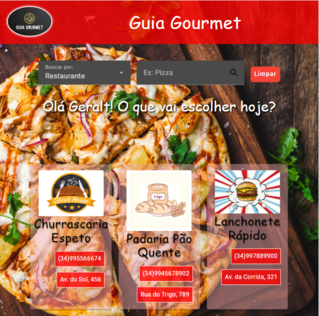 GUIA GOURMET
Guia Gourmet
Buscar por:
Restaurante
Ex: Pizza
Limpar
Olá Geralt! O que vai escolher hoje?
Churrascaria
Espeto
(34)995566674
Av. do Sol, 456
trigo
Padaria Pão
Quente
(34)9945678902
Rua do Trigo, 789
Lanchonete
Rápido
(34)997889900
Av. da Corrida, 321